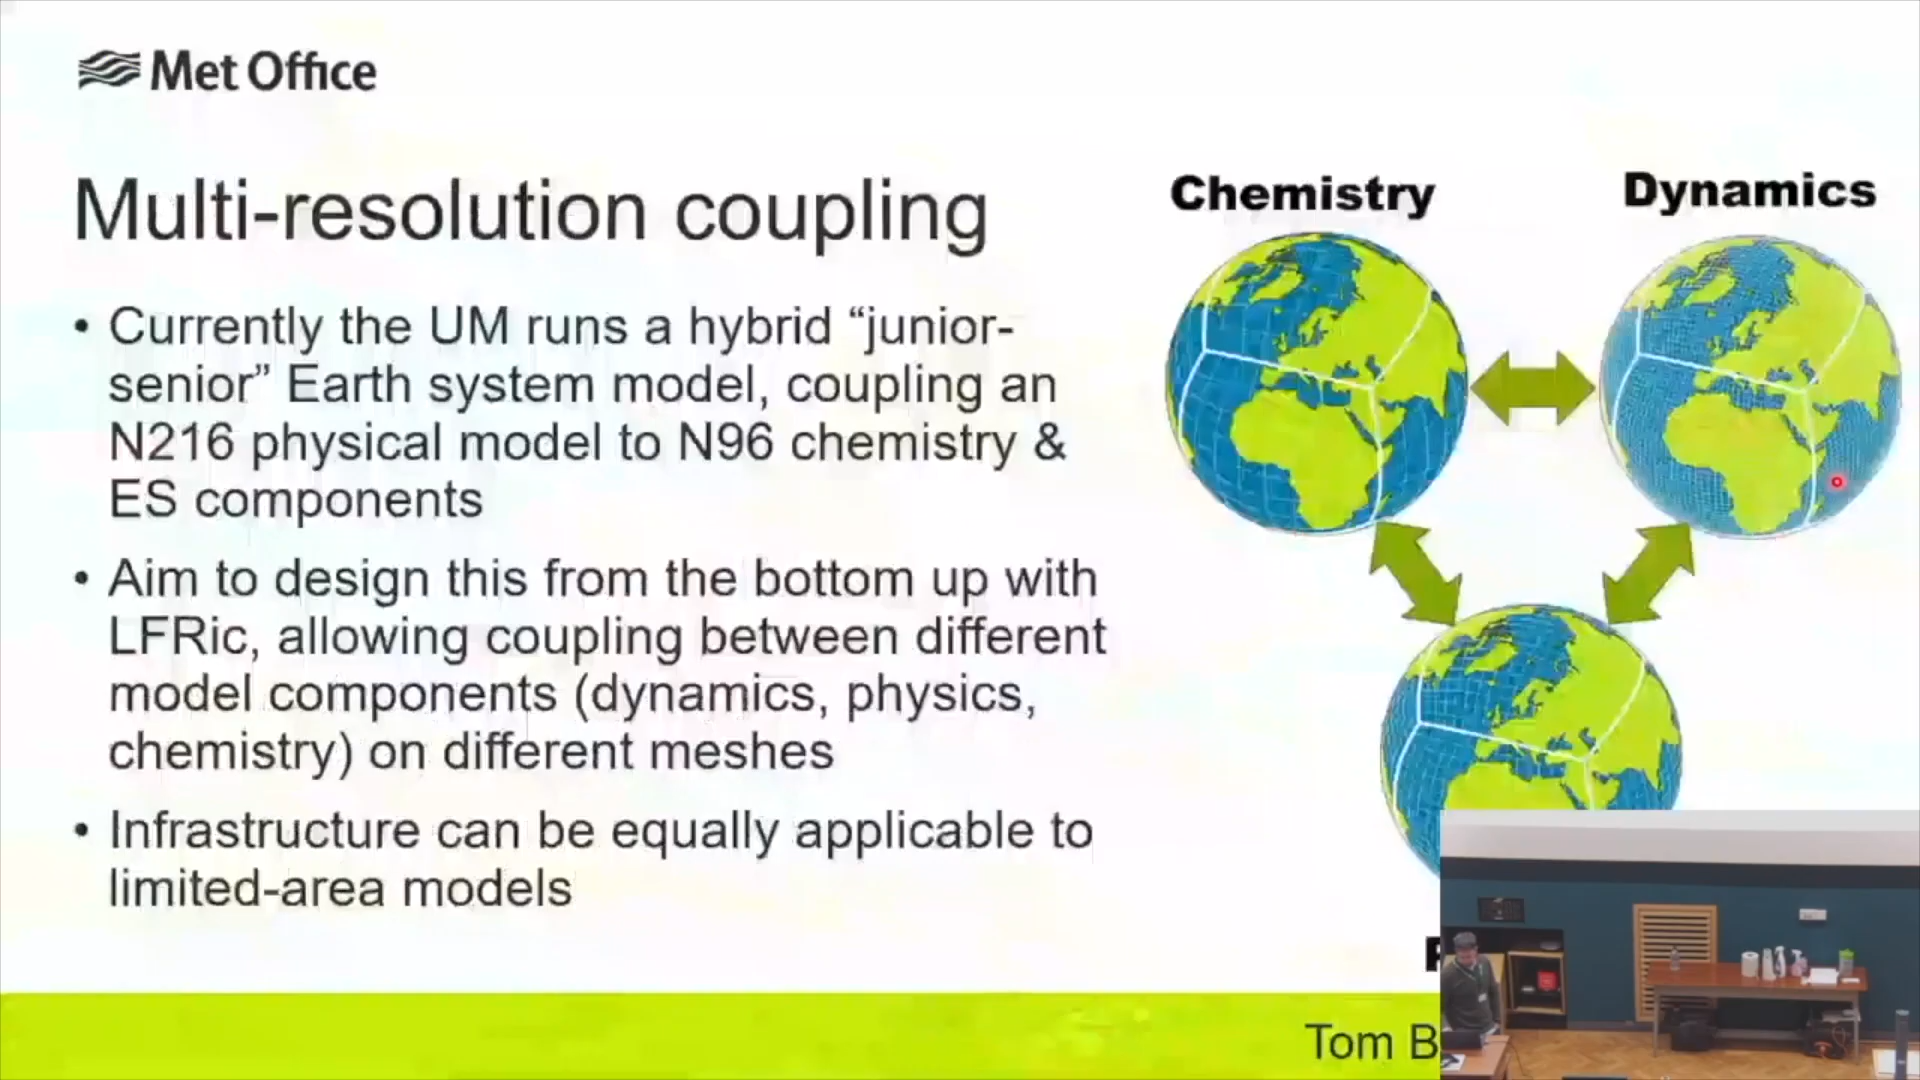 Met Office
Multi-resolution coupling
• Currently the UM runs a hybrid “junior-
senior” Earth system model, coupling an
N216 physical model to N96 chemistry &
ES components
• Aim to design this from the bottom up with
LFRic, allowing coupling between different
model components (dynamics, physics,
chemistry) on different meshes
• Infrastructure can be equally applicable to
limited-area models
Chemistry
Dynamics
Tom B